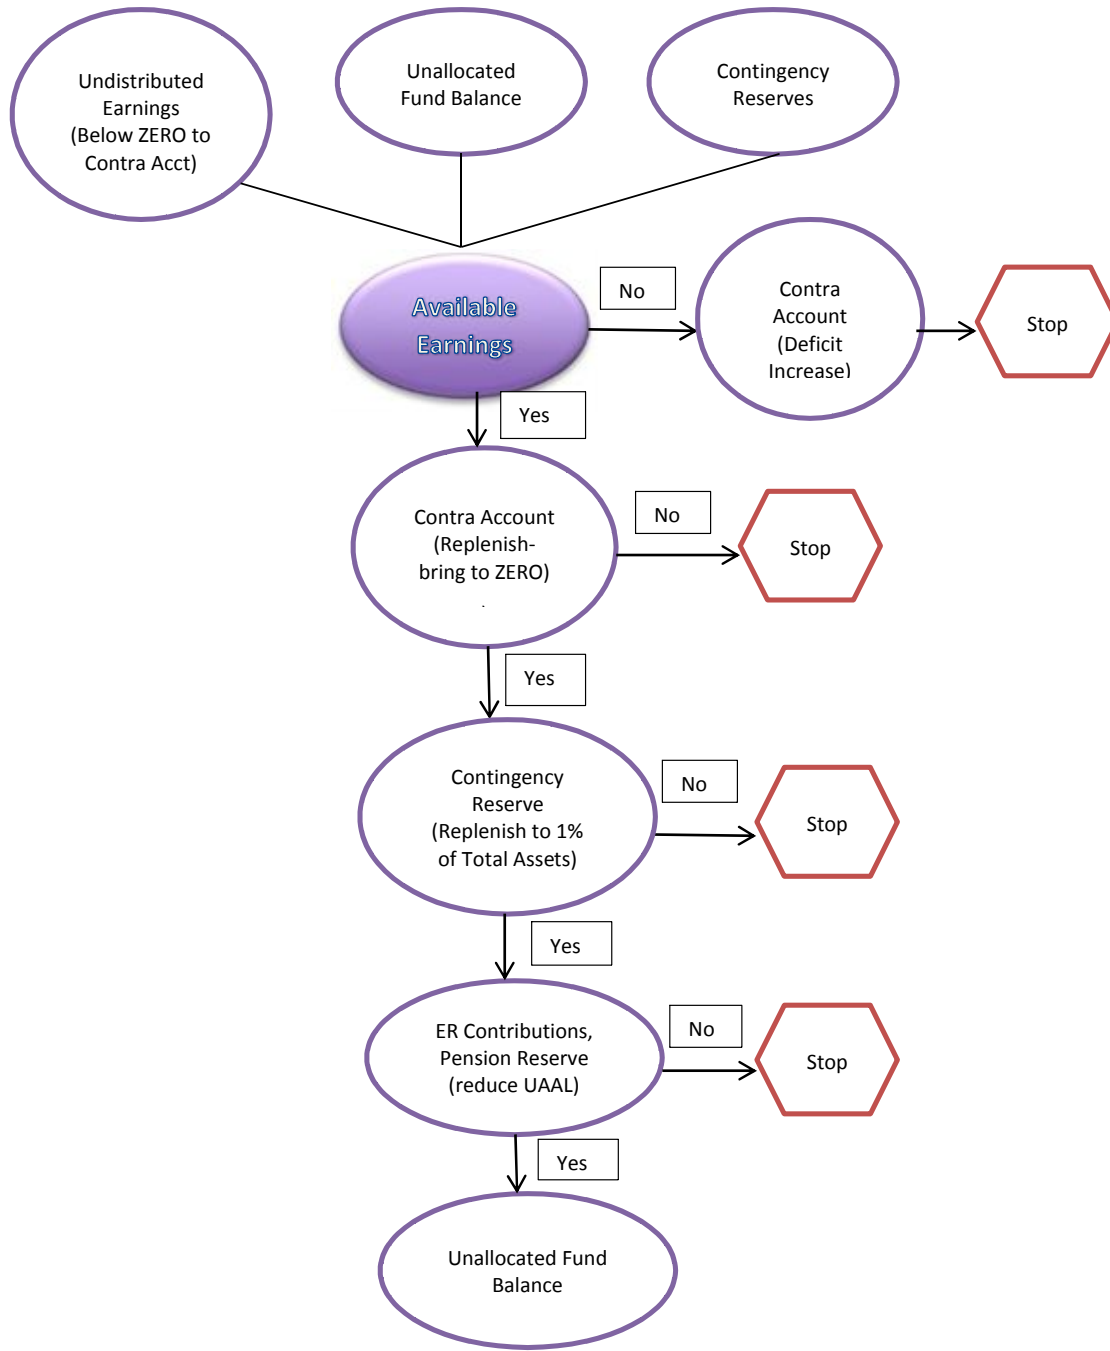 Undistributed
Earnings
(Below ZERO to
Contra Acct)
Unallocated
Fund Balance
Contingency
Reserves
Available
Earnings
No
Contra
Account
(Deficit
Increase)
Stop
Yes
Contra Account
(Replenish-
bring to ZERO)
.
No
Stop
Yes
Contingency
Reserve
(Replenish to 1%
of Total Assets)
No
Stop
Yes
ER Contributions,
Pension Reserve
(reduce UAAL)
No
Stop
Yes
Unallocated Fund
Balance